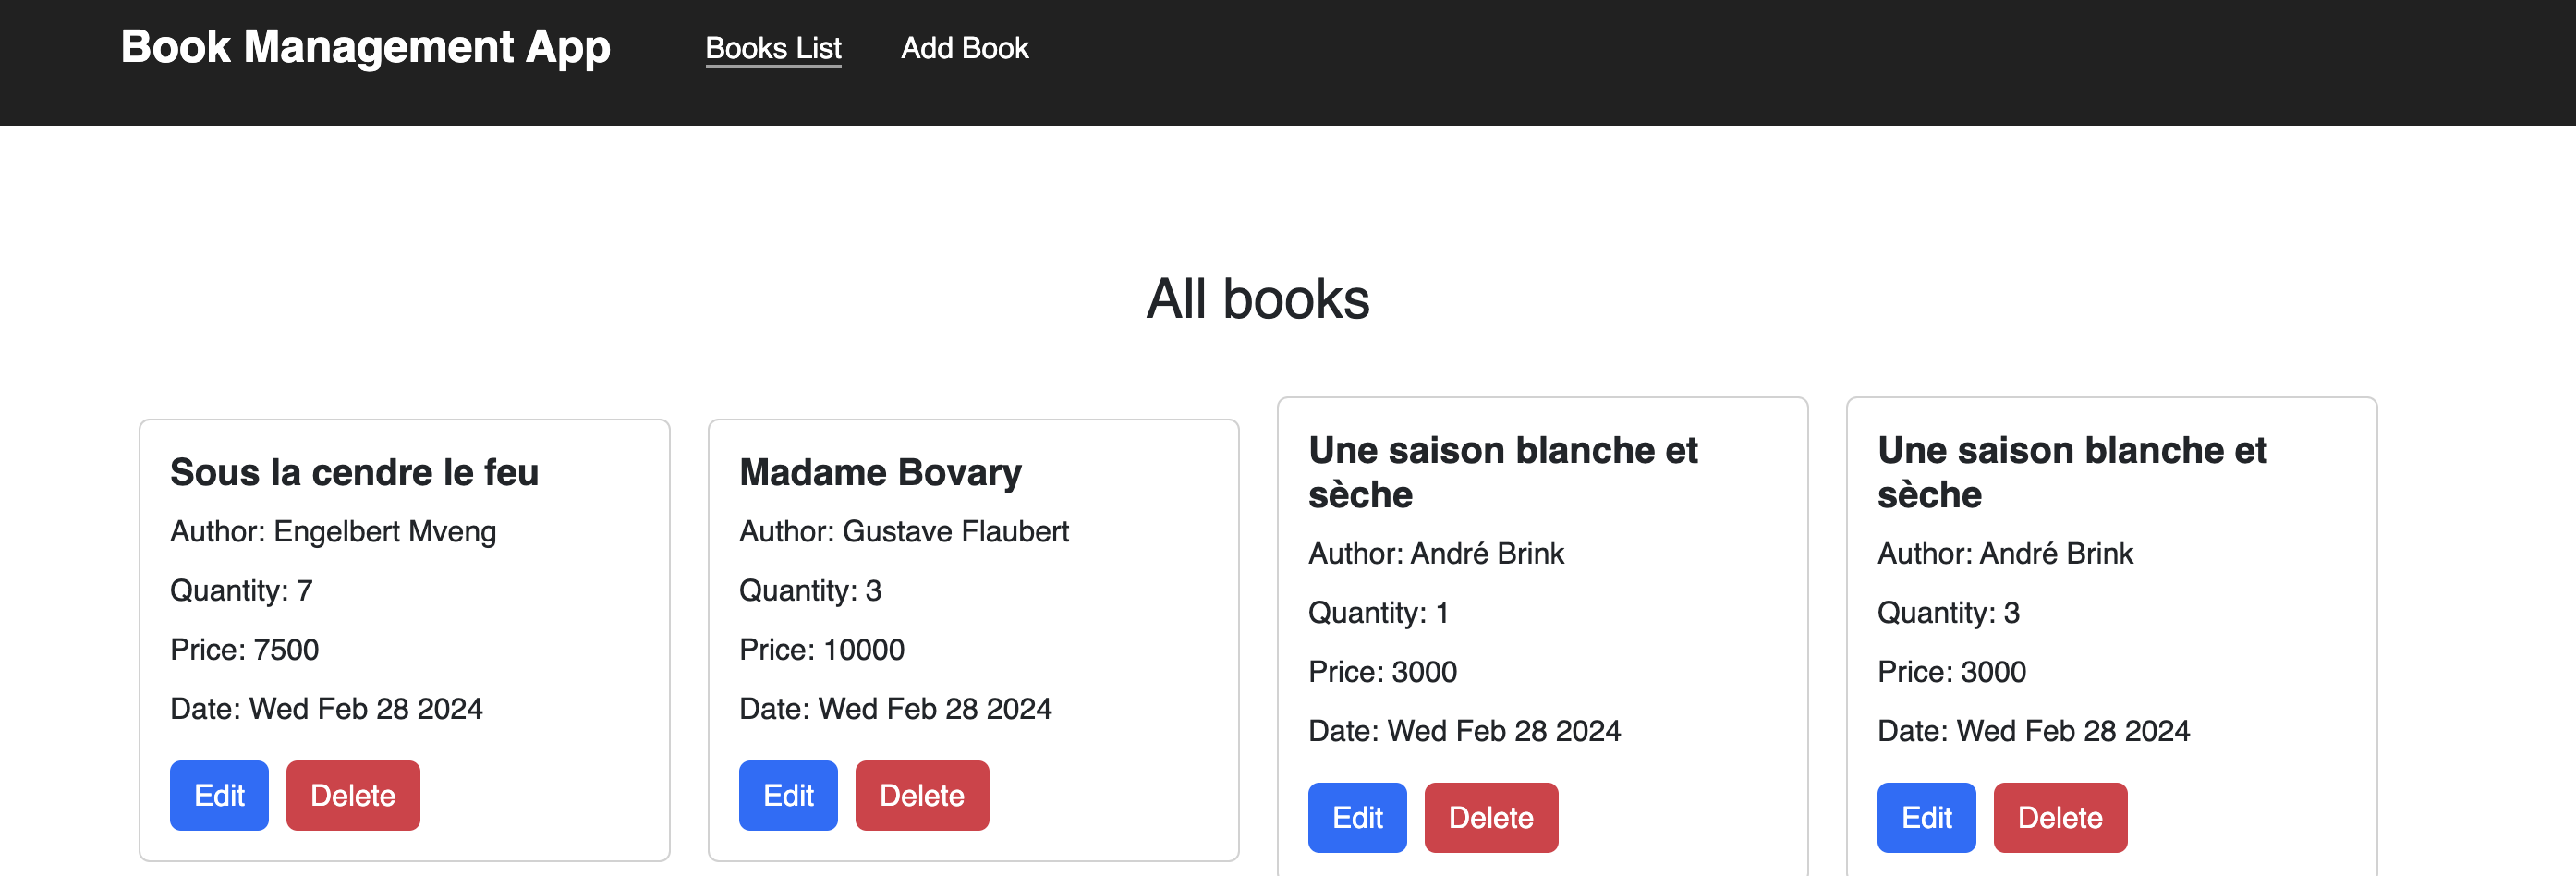 Book Management App
Books List
Add Book
All books
Sous la cendre le feu
Author: Engelbert Mveng
Quantity: 7
Price: 7500
Date: Wed Feb 28 2024
Edit
Delete
Madame Bovary
Author: Gustave Flaubert
Quantity: 3
Price: 10000
Date: Wed Feb 28 2024
Edit
Delete
Une saison blanche et
sèche
Author: André Brink
Quantity: 1
Price: 3000
Date: Wed Feb 28 2024
Edit
Delete
Une saison blanche et
sèche
Author: André Brink
Quantity: 3
Price: 3000
Date: Wed Feb 28 2024
Edit
Delete